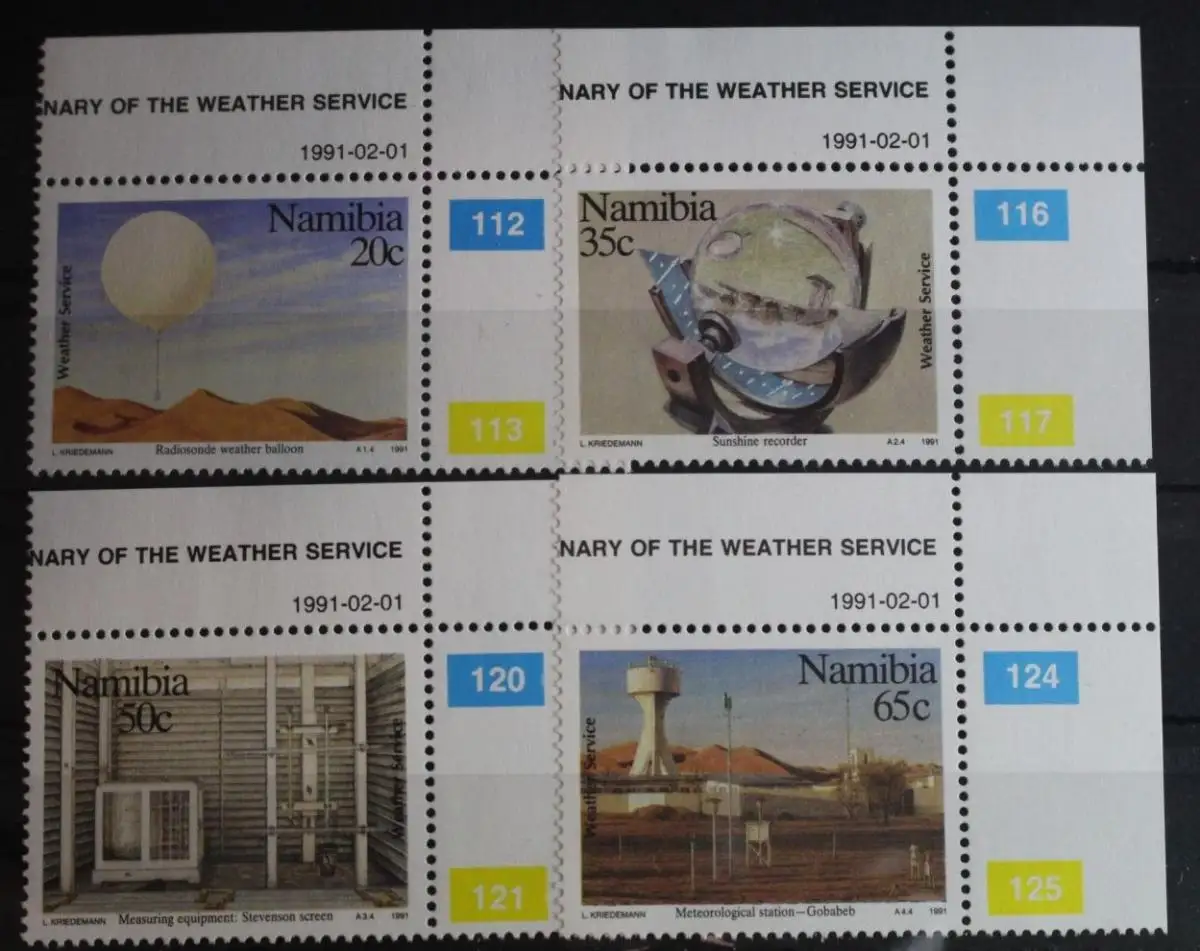 NARY OF THE WEATHER SERVICE
1991-02-01
Namibia
20c
Weather Service
L. KRIEDEMANN
Radiosonde weather balloon
A1.4
1991
112
113
NARY OF THE WEATHER SERVICE
1991-02-01
Namibia
35c
Weather Service
L. KRIEDEMANN
Sunshine recorder
A2.4
1991
116
117
NARY OF THE WEATHER SERVICE
1991-02-01
Namibia
50c
Weather Service
L. KRIEDEMANN
Measuring equipment: Stevenson screen
A3.4
1991
120
121
NARY OF THE WEATHER SERVICE
1991-02-01
Namibia
65c
Weather Service
L. KRIEDEMANN
Meteorological station—Gobabeb
A4.4
1991
124
125